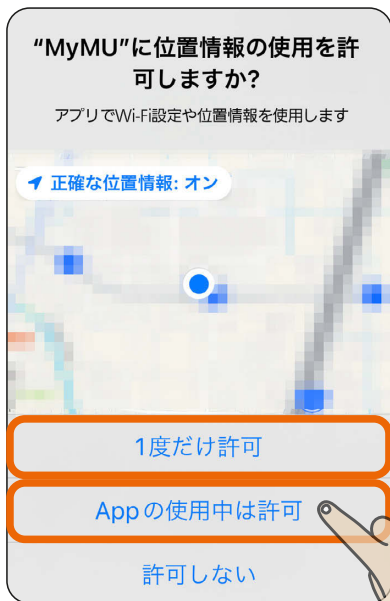 “MyMU”に位置情報の使用を許
可しますか?
アプリでWi-Fi設定や位置情報を使用します
正確な位置情報: オン
1度だけ許可
Appの使用中は許可
許可しない